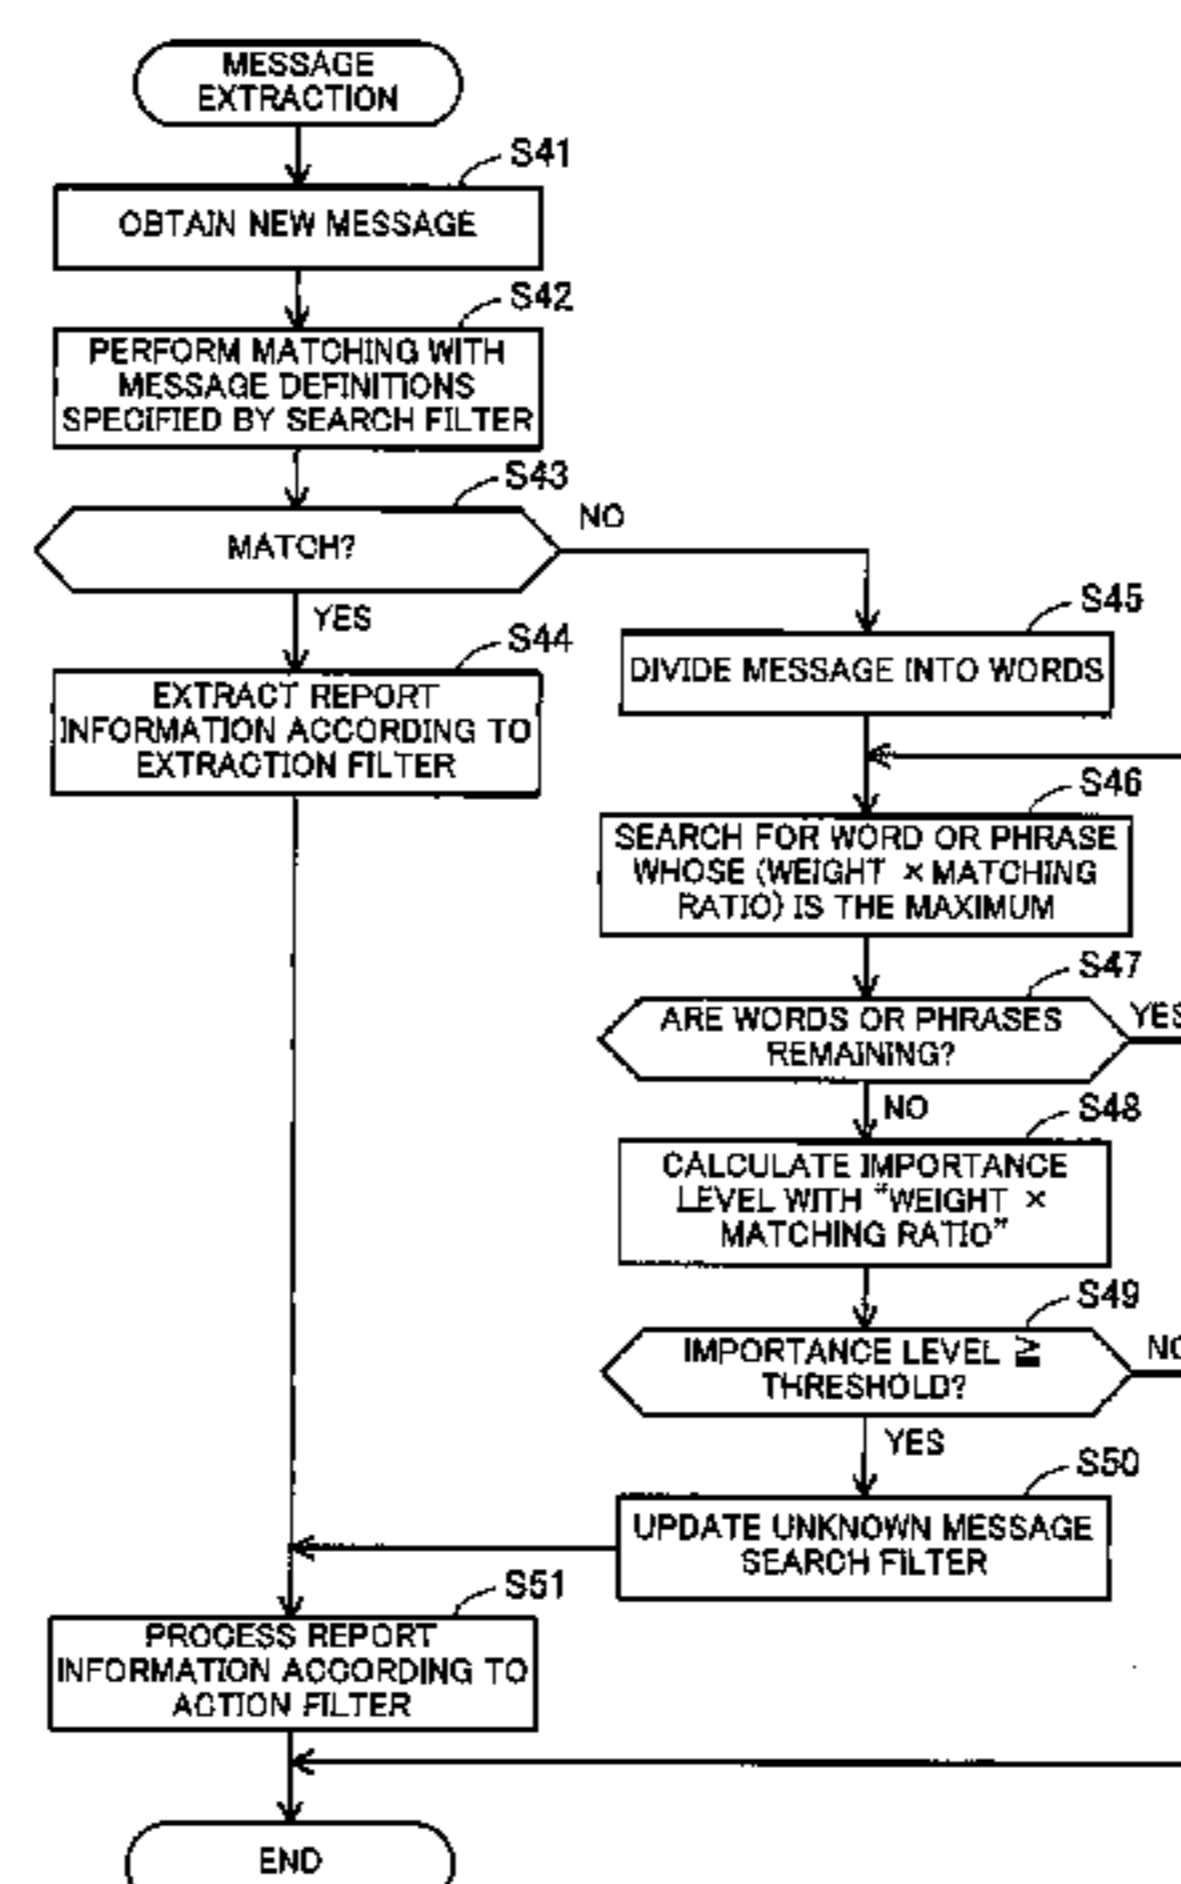 MESSAGE
EXTRACTION
S41
OBTAIN NEW MESSAGE
S42
PERFORM MATCHING WITH
MESSAGE DEFINITIONS
SPECIFIED BY SEARCH FILTER
S43
MATCH?
NO
YES
S44
EXTRACT REPORT
INFORMATION ACCORDING TO
EXTRACTION FILTER
S45
DIVIDE MESSAGE INTO WORDS
S46
SEARCH FOR WORD OR PHRASE
WHOSE (WEIGHT × MATCHING
RATIO) IS THE MAXIMUM
S47
ARE WORDS OR PHRASES
REMAINING?
YES
NO
S48
CALCULATE IMPORTANCE
LEVEL WITH "WEIGHT ×
MATCHING RATIO"
S49
IMPORTANCE LEVEL ≧
THRESHOLD?
NO
YES
S50
UPDATE UNKNOWN MESSAGE
SEARCH FILTER
S51
PROCESS REPORT
INFORMATION ACCORDING TO
ACTION FILTER
END